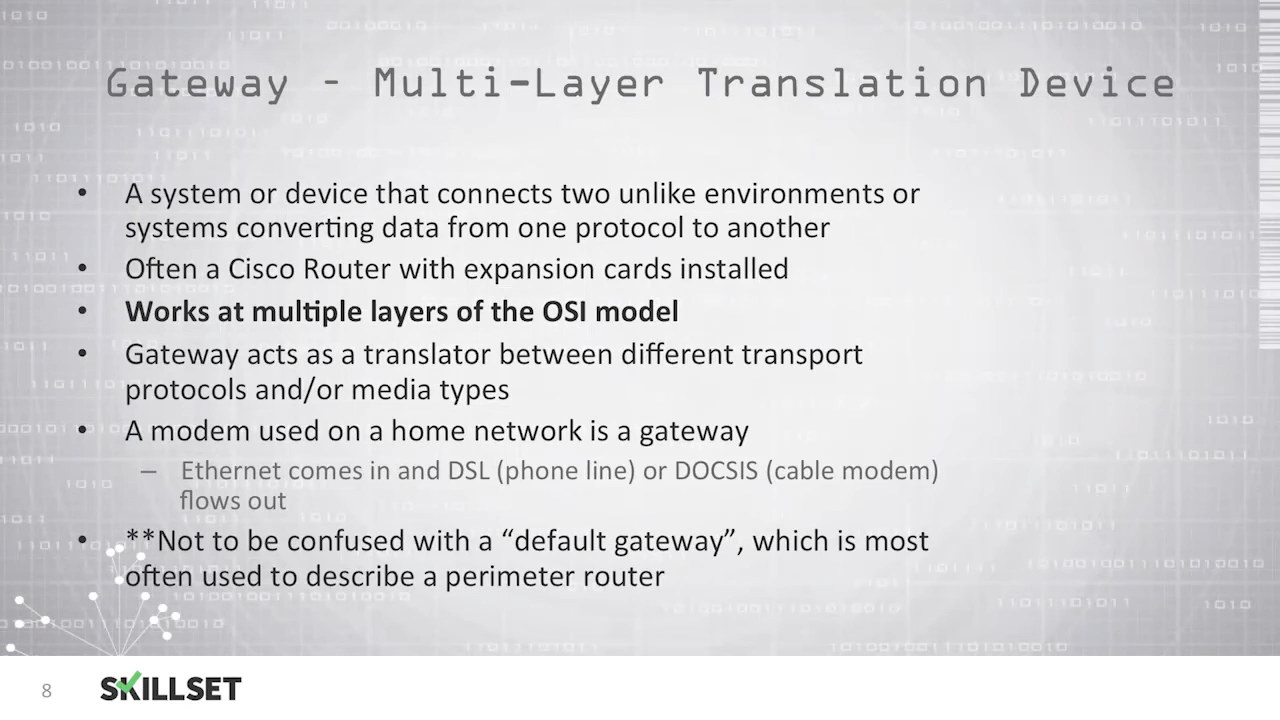 Gateway - Multi-Layer Translation Device
• A system or device that connects two unlike environments or
systems converting data from one protocol to another
• Often a Cisco Router with expansion cards installed
• Works at multiple layers of the OSI model
• Gateway acts as a translator between different transport
protocols and/or media types
• A modem used on a home network is a gateway
– Ethernet comes in and DSL (phone line) or DOCSIS (cable modem)
flows out
• **Not to be confused with a “default gateway”, which is most
often used to describe a perimeter router
8
SKILLSET